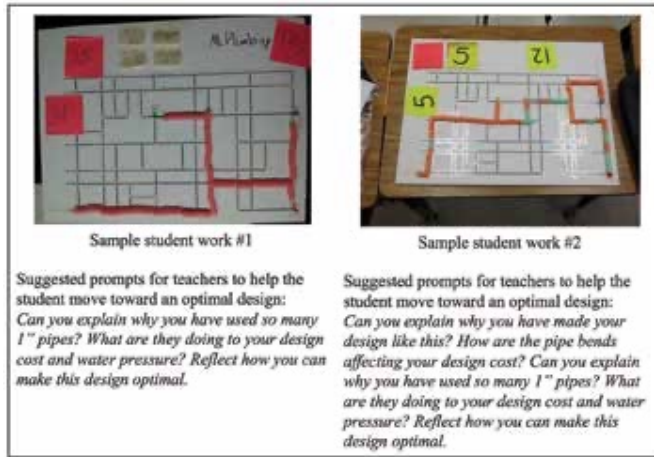 Mc Plumbing
5
12
5
Sample student work #1
Suggested prompts for teachers to help the
student move toward an optimal design:
Can you explain why you have used so many
1" pipes? What are they doing to your design
cost and water pressure? Reflect how you can
make this design optimal.
Sample student work #2
Suggested prompts for teachers to help the
student move toward an optimal design:
Can you explain why you have made your
design like this? How are the pipe bends
affecting your design cost? Can you explain
why you have used so many 1" pipes? What
are they doing to your design cost and water
pressure? Reflect how you can make this
design optimal.